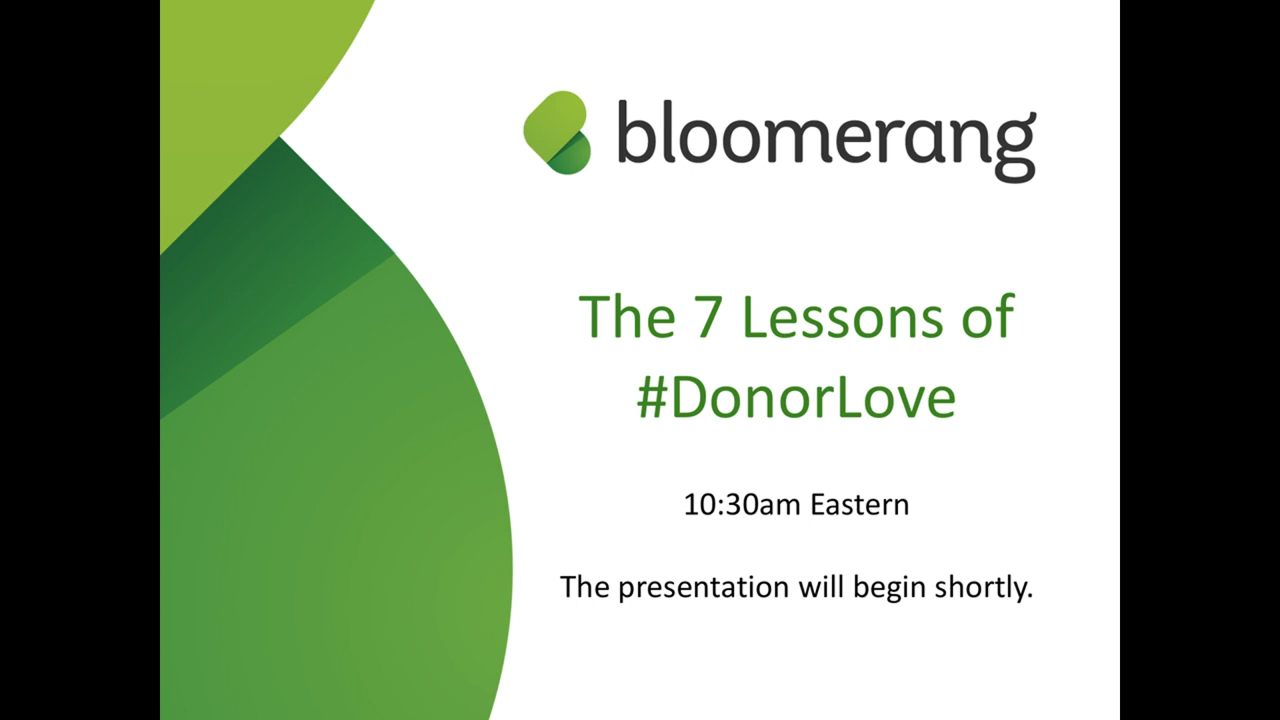 bloomerang
The 7 Lessons of
#DonorLove
10:30am Eastern
The presentation will begin shortly.